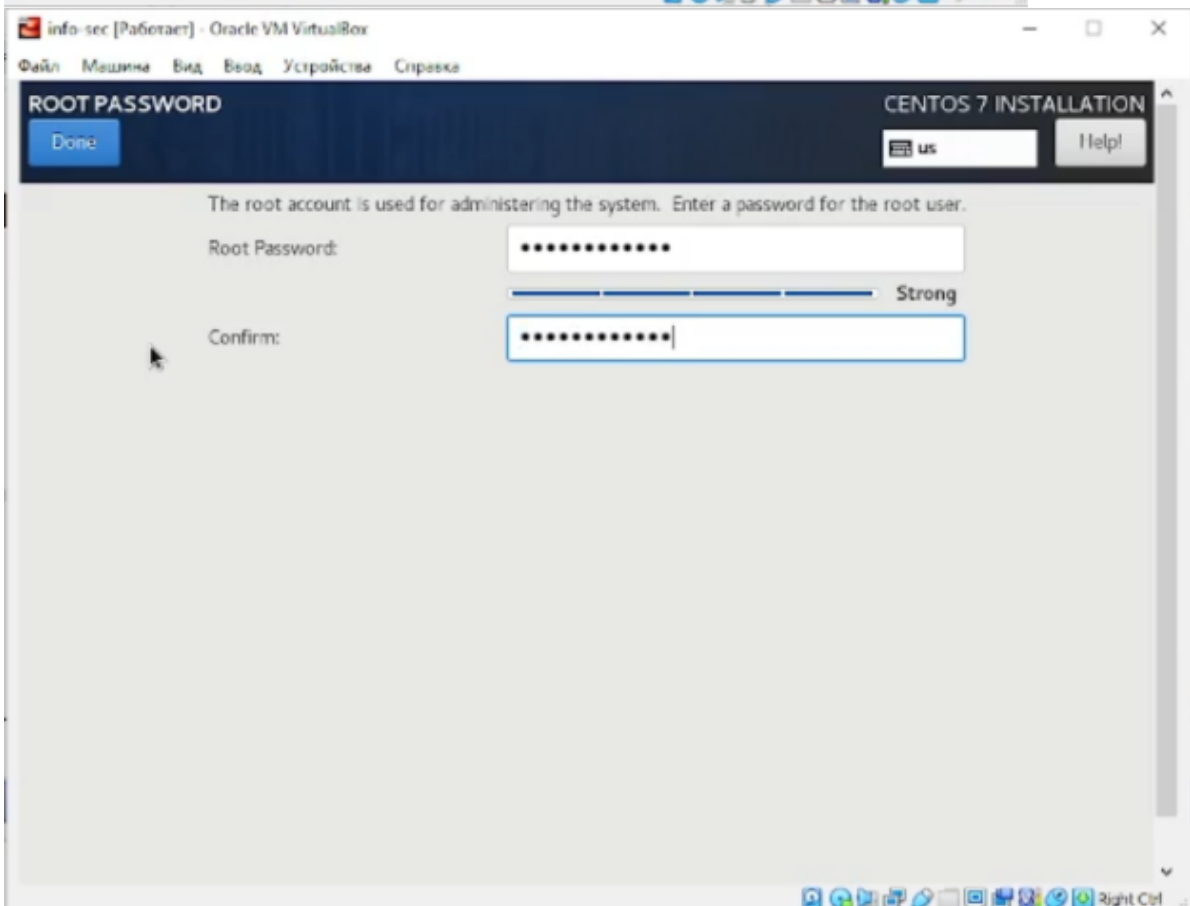 info-sec [Работает] - Oracle VM VirtualBox
Файл Машина Вид Ввод Устройства Справка
ROOT PASSWORD
CENTOS 7 INSTALLATION
Done
us
Help!
The root account is used for administering the system. Enter a password for the root user.
Root Password:
••••••••••••
Strong
Confirm:
••••••••••••
Right Ctrl